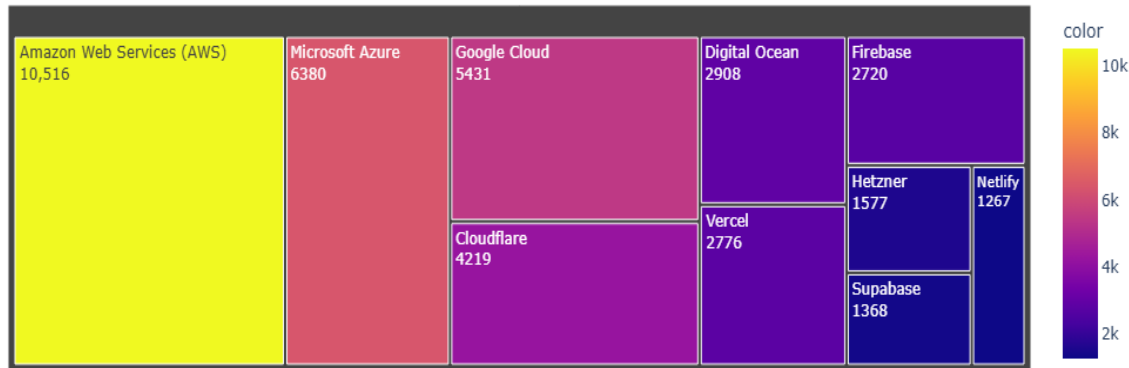 Amazon Web Services (AWS)
10,516
Microsoft Azure
6380
Google Cloud
5431
Cloudflare
4219
Digital Ocean
2908
Vercel
2776
Firebase
2720
Hetzner
1577
Supabase
1368
Netlify
1267
color
10k
8k
6k
4k
2k